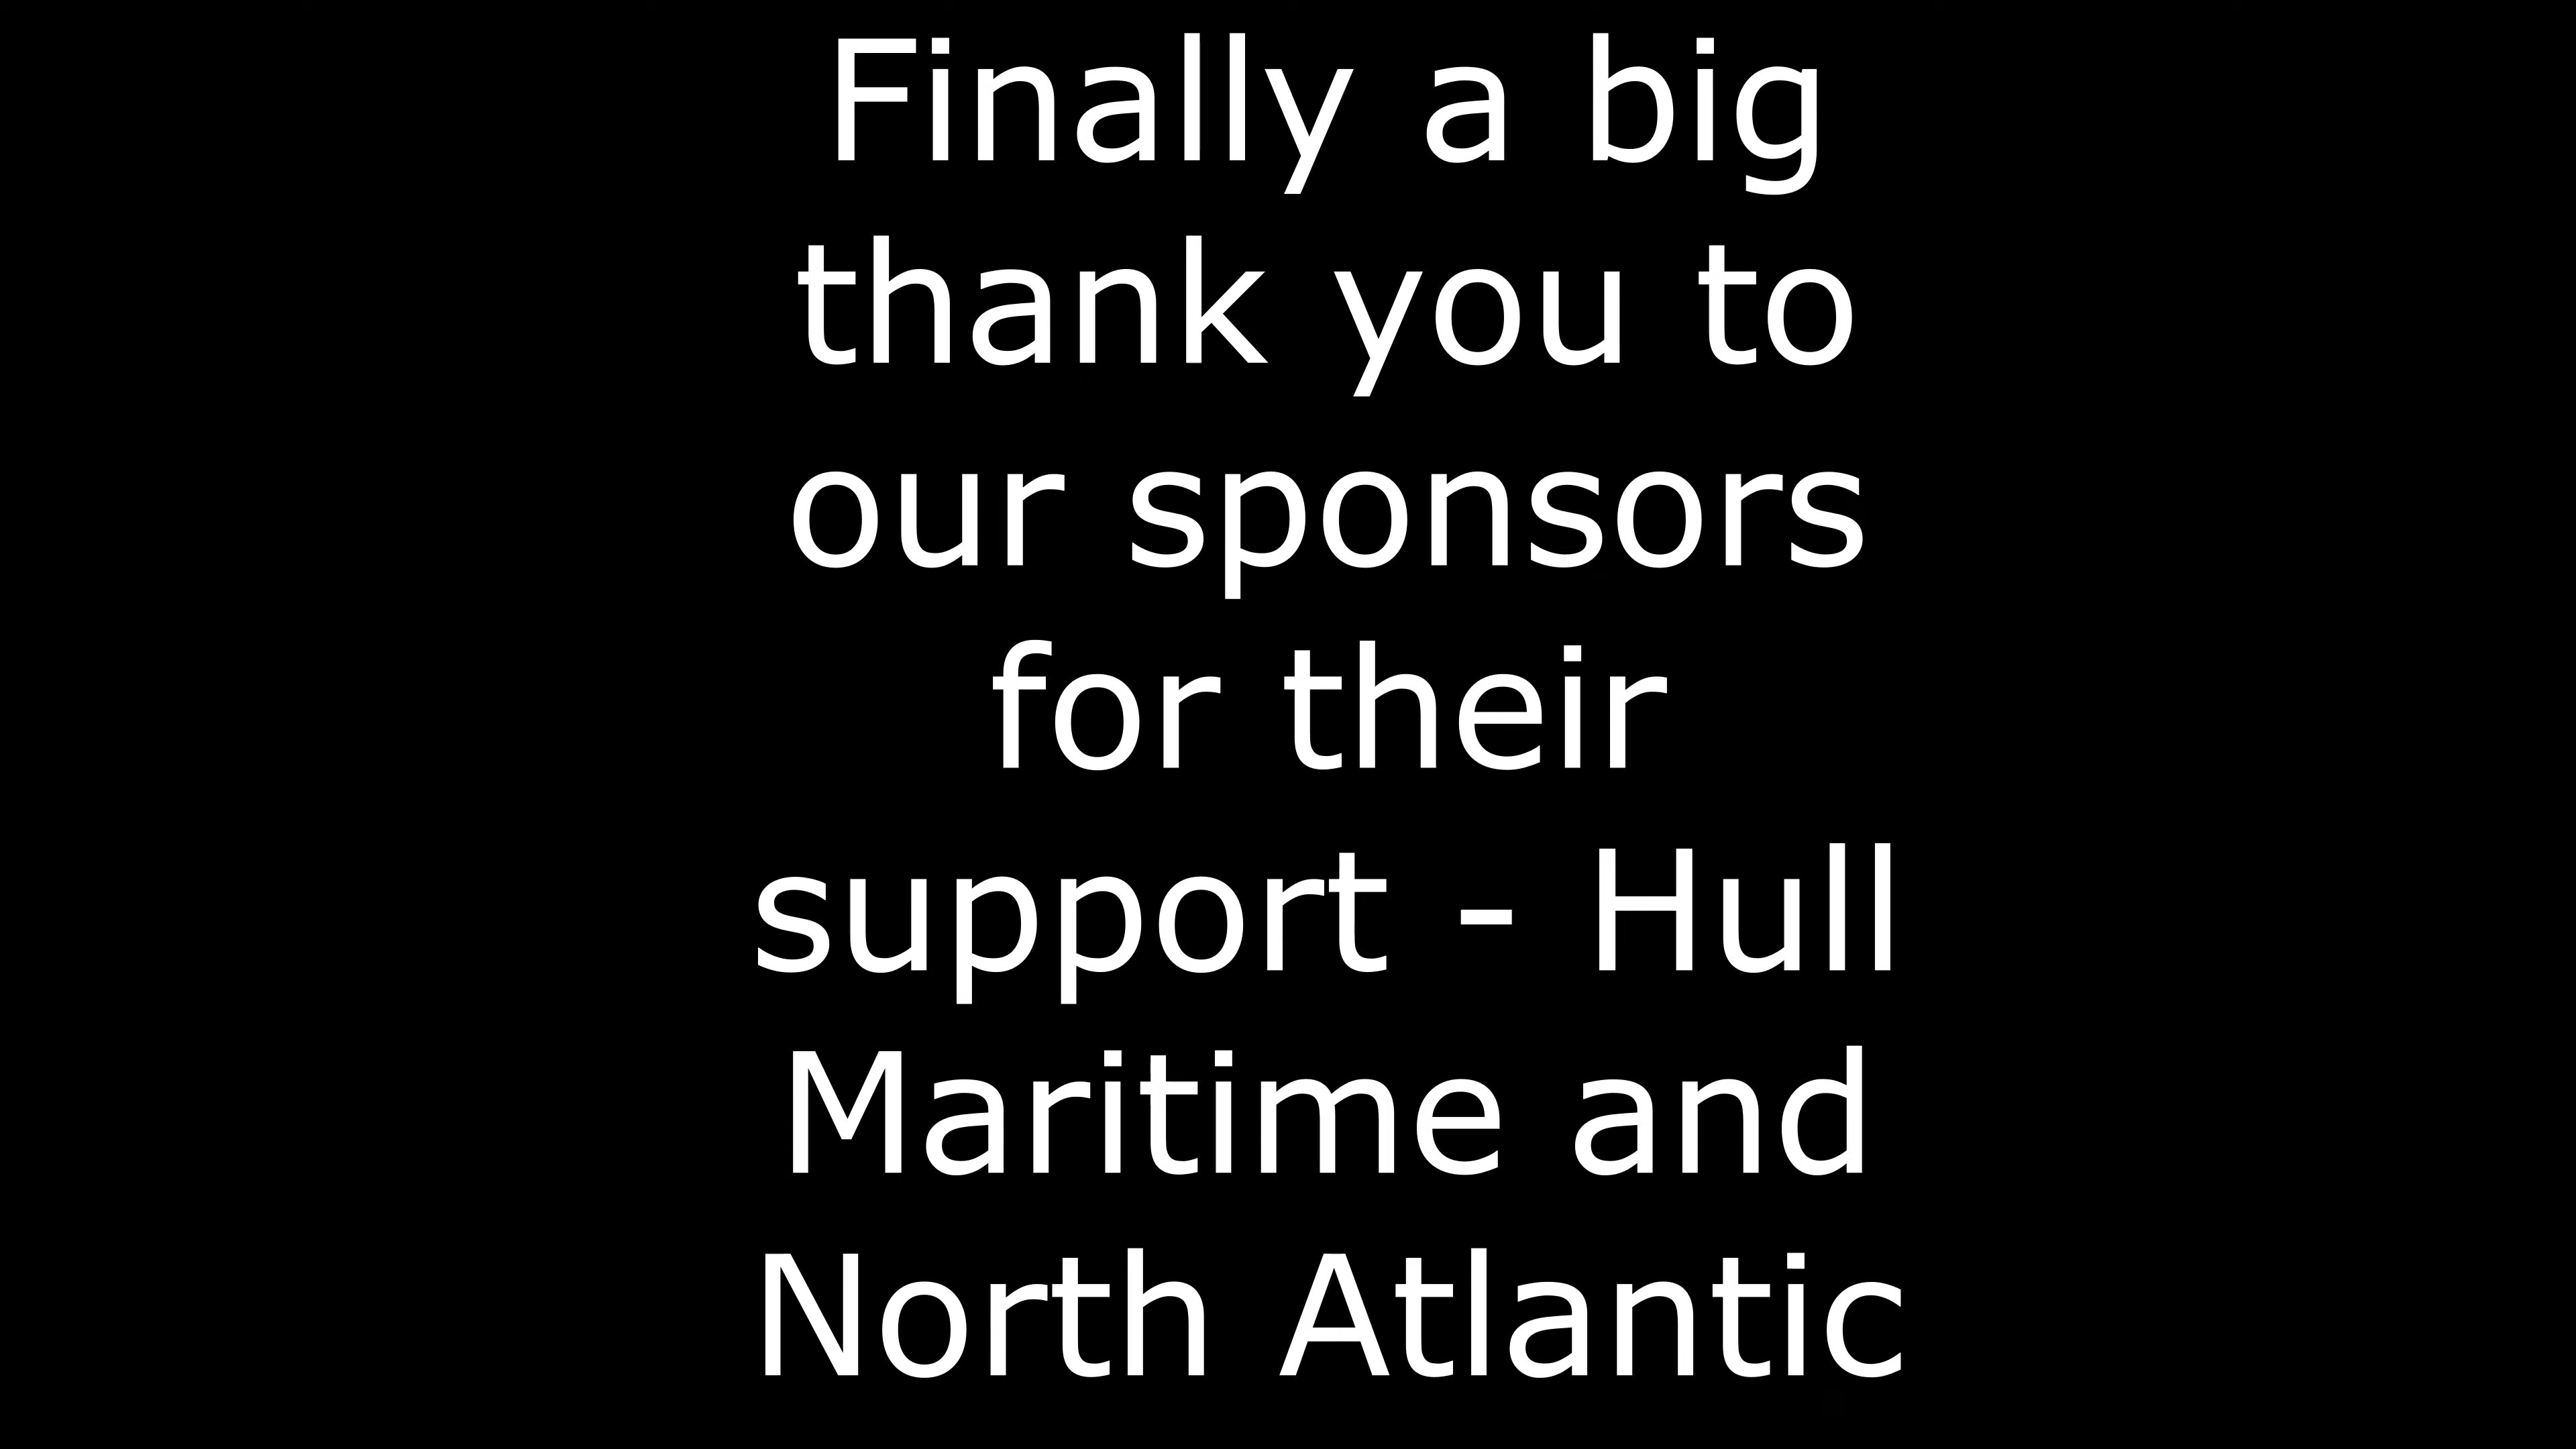 Finally a big
thank you to
our sponsors
for their
support - Hull
Maritime and
North Atlantic